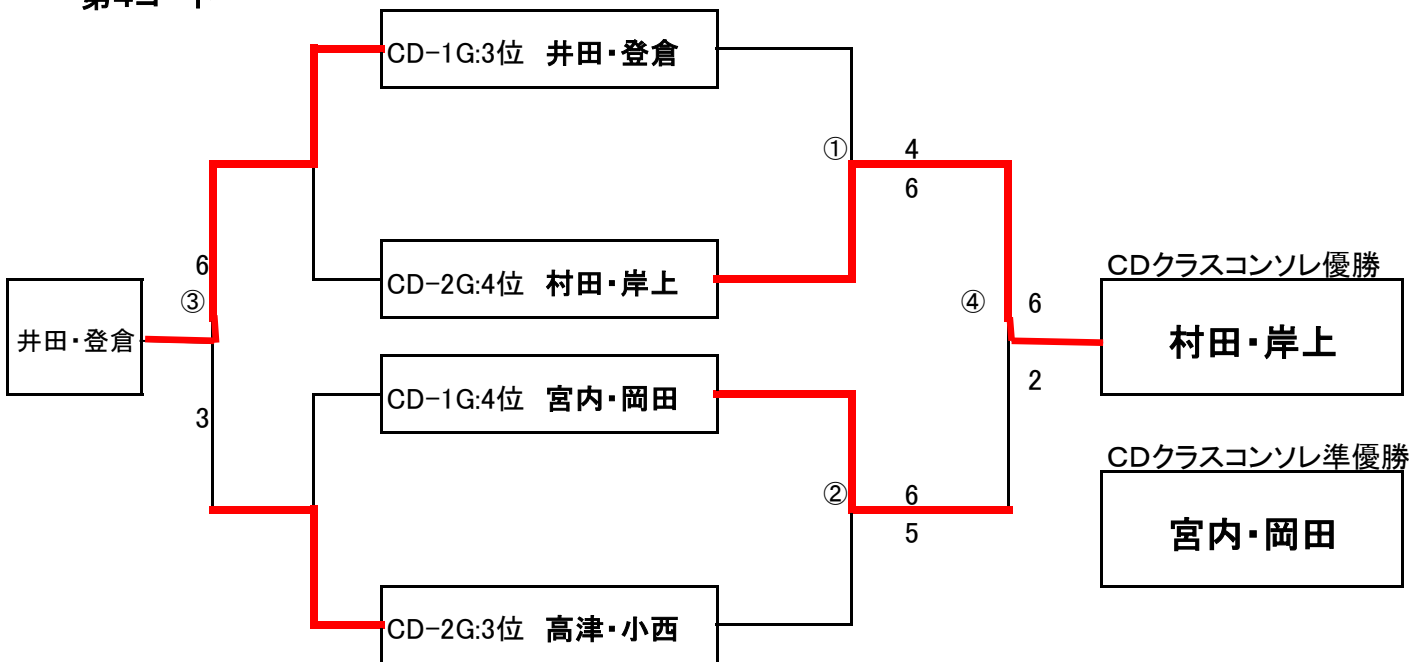 CD-1G:3位 井田・登倉
① 4
6
CD-2G:4位 村田・岸上
6
③
井田・登倉
3
CD-1G:4位 宮内・岡田
② 6
5
CD-2G:3位 高津・小西
④ 6
2
CDクラスコンソレ優勝
村田・岸上
CDクラスコンソレ準優勝
宮内・岡田